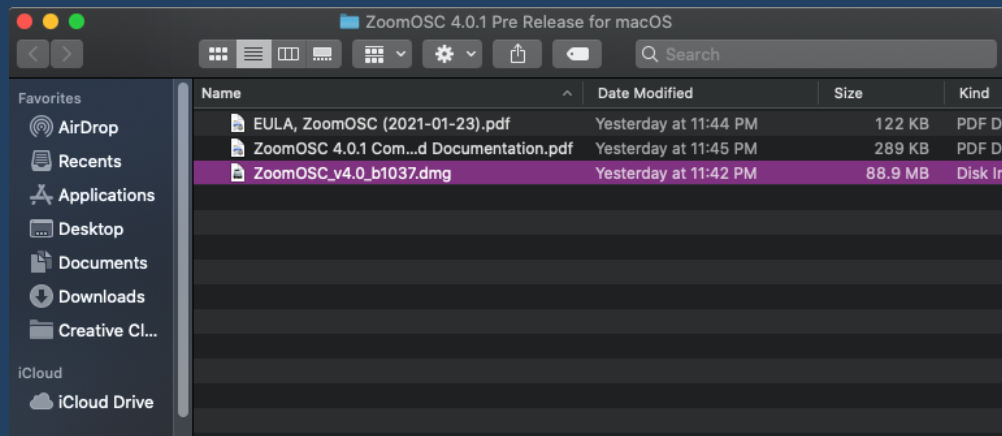 ZoomOSC 4.0.1 Pre Release for macOS
Search
Favorites
AirDrop
Recents
Applications
Desktop
Documents
Downloads
Creative Cl...
iCloud
iCloud Drive
Name Date Modified Size Kind
EULA, ZoomOSC (2021-01-23).pdf Yesterday at 11:44 PM 122 KB PDF D
ZoomOSC 4.0.1 Com...d Documentation.pdf Yesterday at 11:45 PM 289 KB PDF D
ZoomOSC_v4.0_b1037.dmg Yesterday at 11:42 PM 88.9 MB Disk Ir